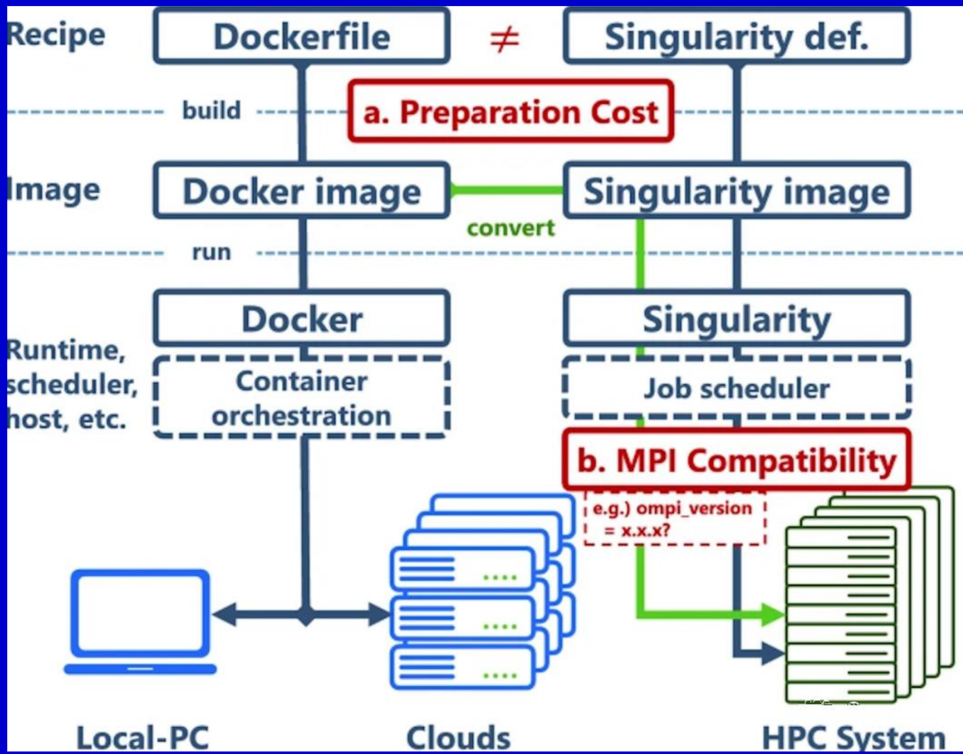 Recipe
Dockerfile
≠
Singularity def.
build
a. Preparation Cost
Image
Docker image
Singularity image
convert
run
Docker
Singularity
Runtime,
scheduler,
host, etc.
Container
orchestration
Job scheduler
b. MPI Compatibility
e.g.) ompi_version
= x.x.x?
Local-PC
Clouds
HPC System